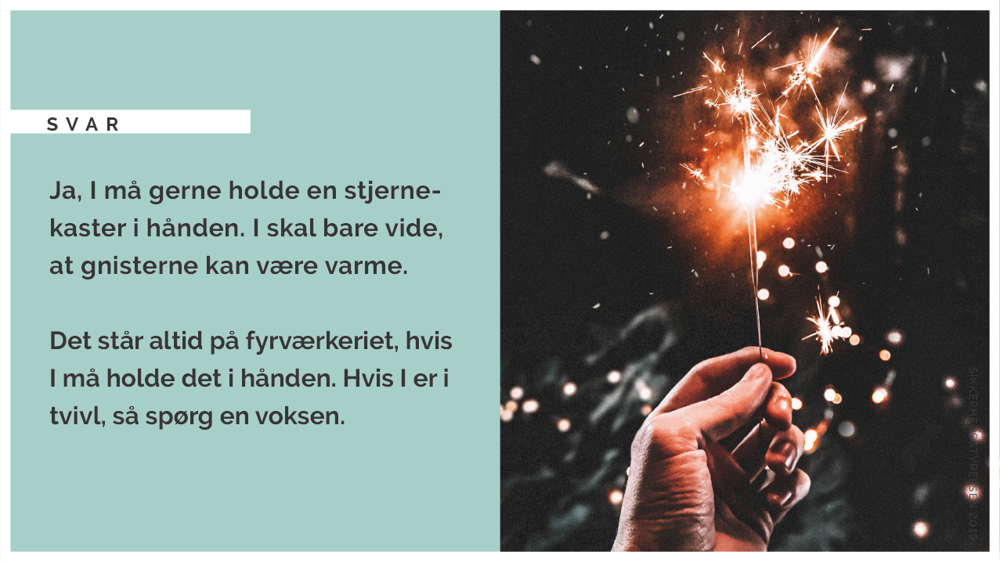 SVAR
Ja, I må gerne holde en stjerne-
kaster i hånden. I skal bare vide,
at gnisterne kan være varme.
Det står altid på fyrværkeriet, hvis
I må holde det i hånden. Hvis I er i
tvivl, så spørg en voksen.
SIKKERHEDSSTYRELSEN 2019